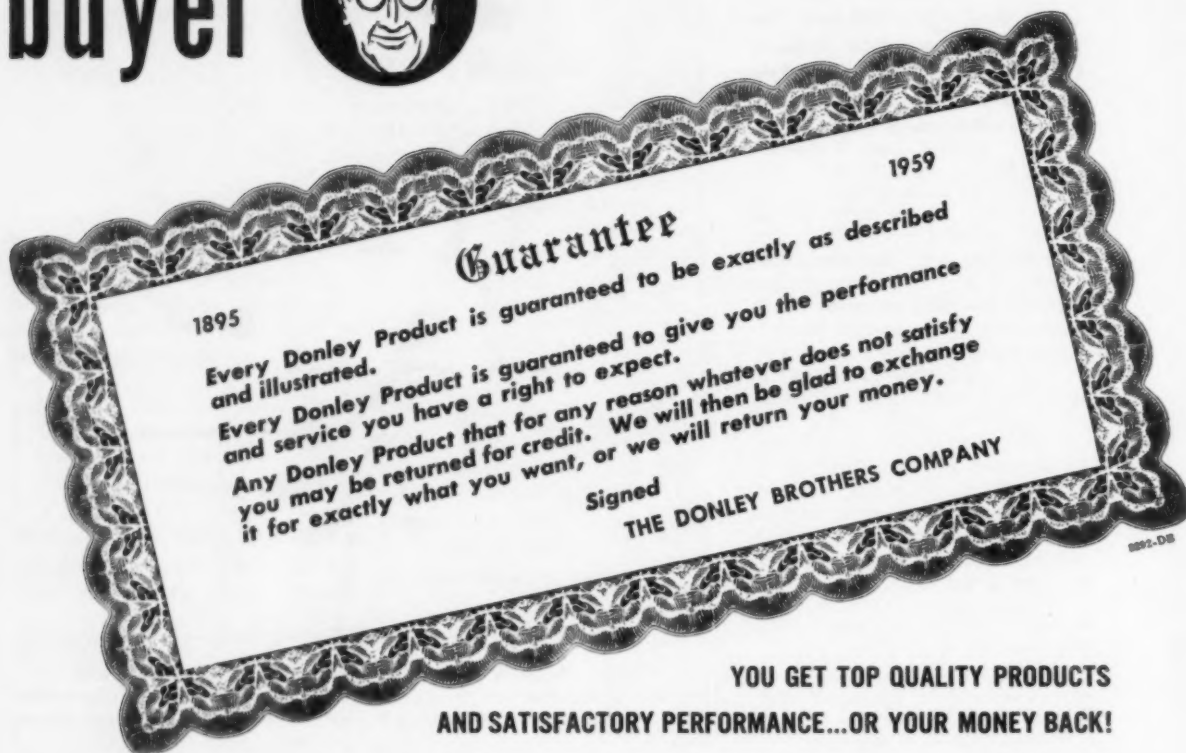 buyer
1895
1959
Guarantee
Every Donley Product is guaranteed to be exactly as described
and illustrated.
Every Donley Product is guaranteed to give you the performance
and service you have a right to expect.
Any Donley Product that for any reason whatever does not satisfy
you may be returned for credit. We will then be glad to exchange
it for exactly what you want, or we will return your money.
Signed
THE DONLEY BROTHERS COMPANY
YOU GET TOP QUALITY PRODUCTS
AND SATISFACTORY PERFORMANCE...OR YOUR MONEY BACK!